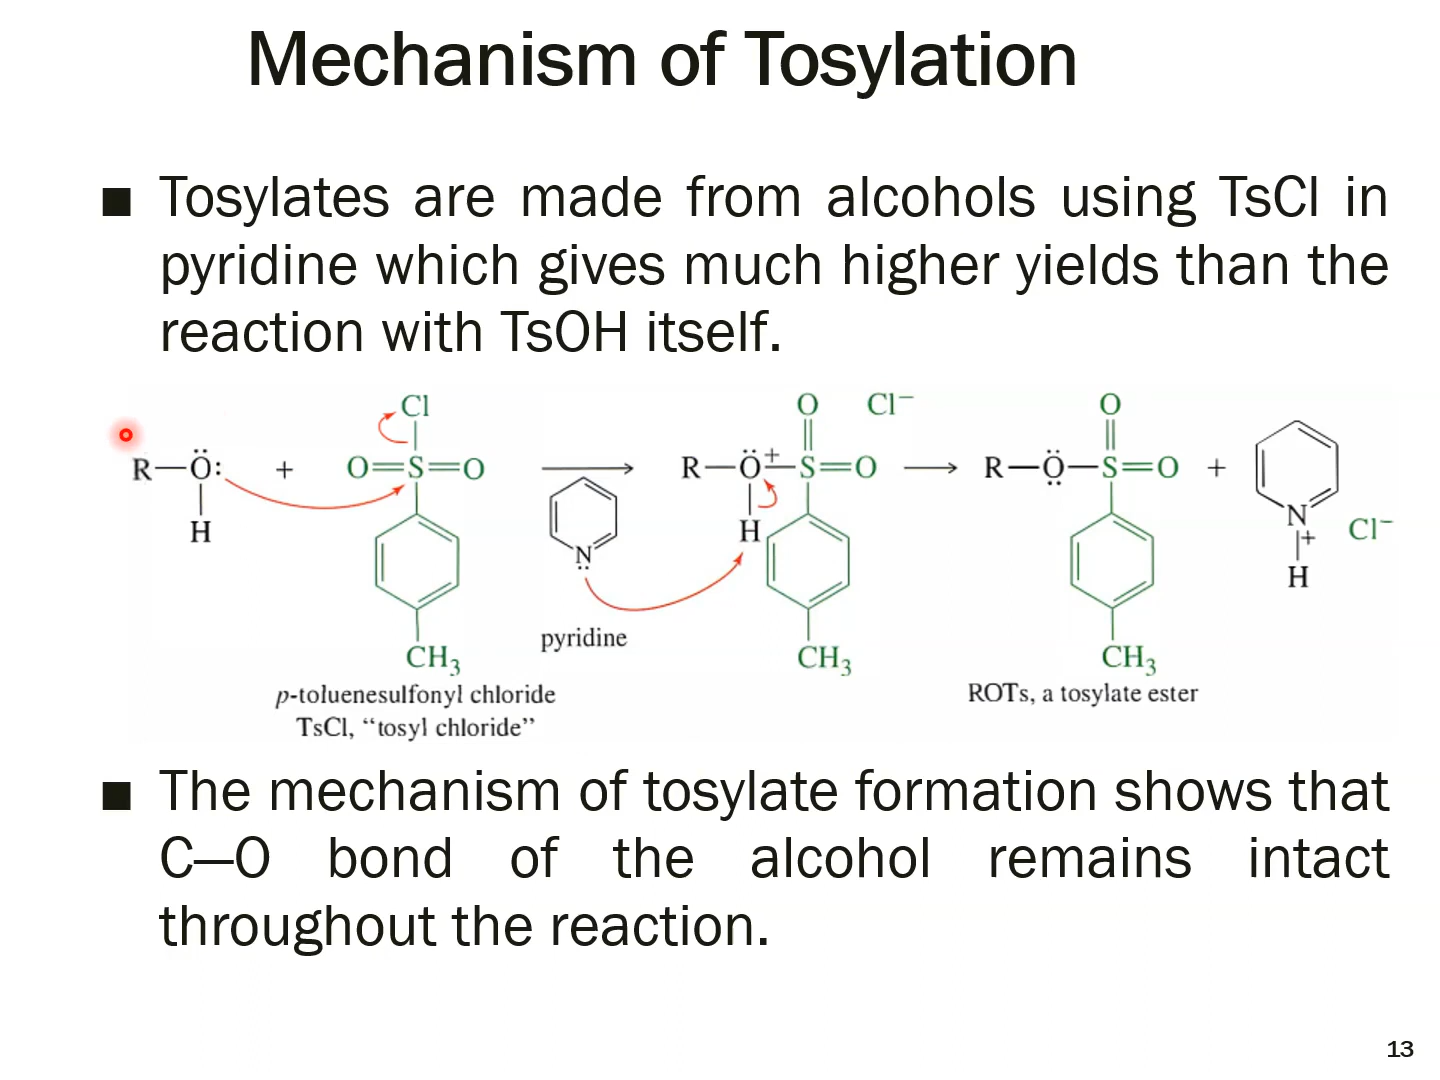 Mechanism of Tosylation
■ Tosylates are made from alcohols using TsCl in
pyridine which gives much higher yields than the
reaction with TsOH itself.
Cl
O Cl⁻ O
R—Ö: + O=S=O R—Ö⁺—S=O R—Ö—S=O +
H
H
N
N⁺
Cl⁻
H
pyridine
CH₃ CH₃ CH₃
p-toluenesulfonyl chloride ROTs, a tosylate ester
TsCl, “tosyl chloride”
■ The mechanism of tosylate formation shows that
C—O bond of the alcohol remains intact
throughout the reaction.
13